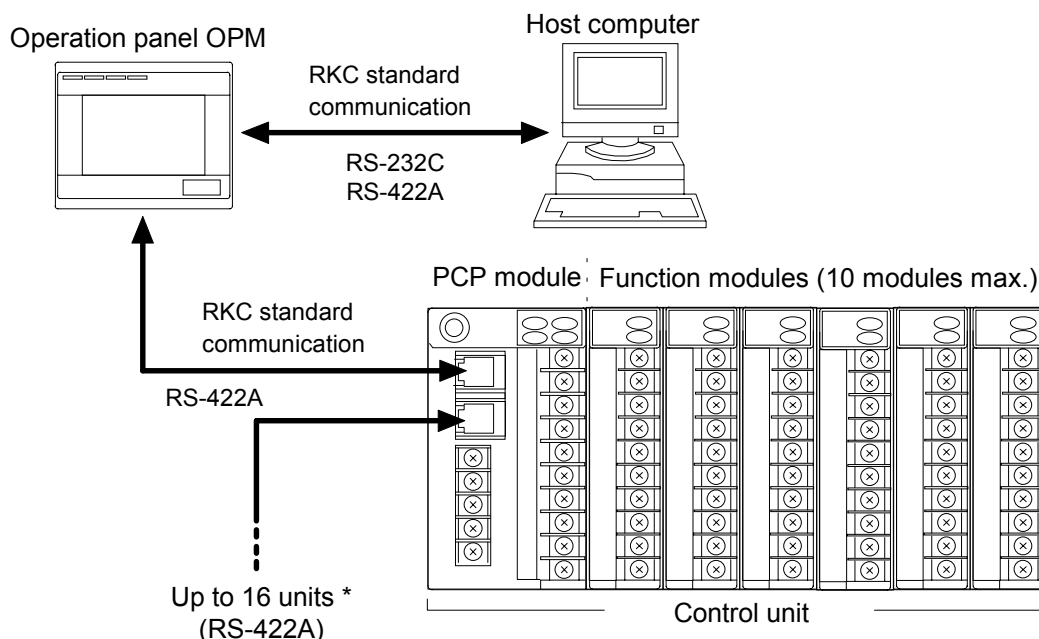 Operation panel OPM
Host computer
RKC standard
communication
RS-232C
RS-422A
PCP module
Function modules (10 modules max.)
RKC standard
communication
RS-422A
Up to 16 units *
(RS-422A)
Control unit